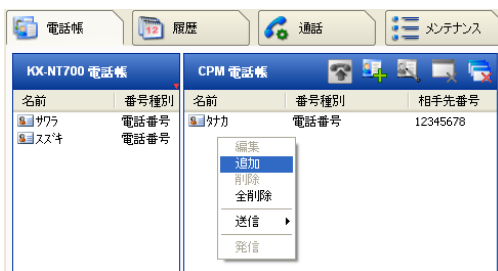 電話帳 履歴 通話 メンテナンス
KX-NT700 電話帳 CPM 電話帳
名前 番号種別 名前 番号種別 相手先番号
サワラ 電話番号 タナカ 電話番号 12345678
スズキ 電話番号
編集
追加
削除
全削除
送信
発信